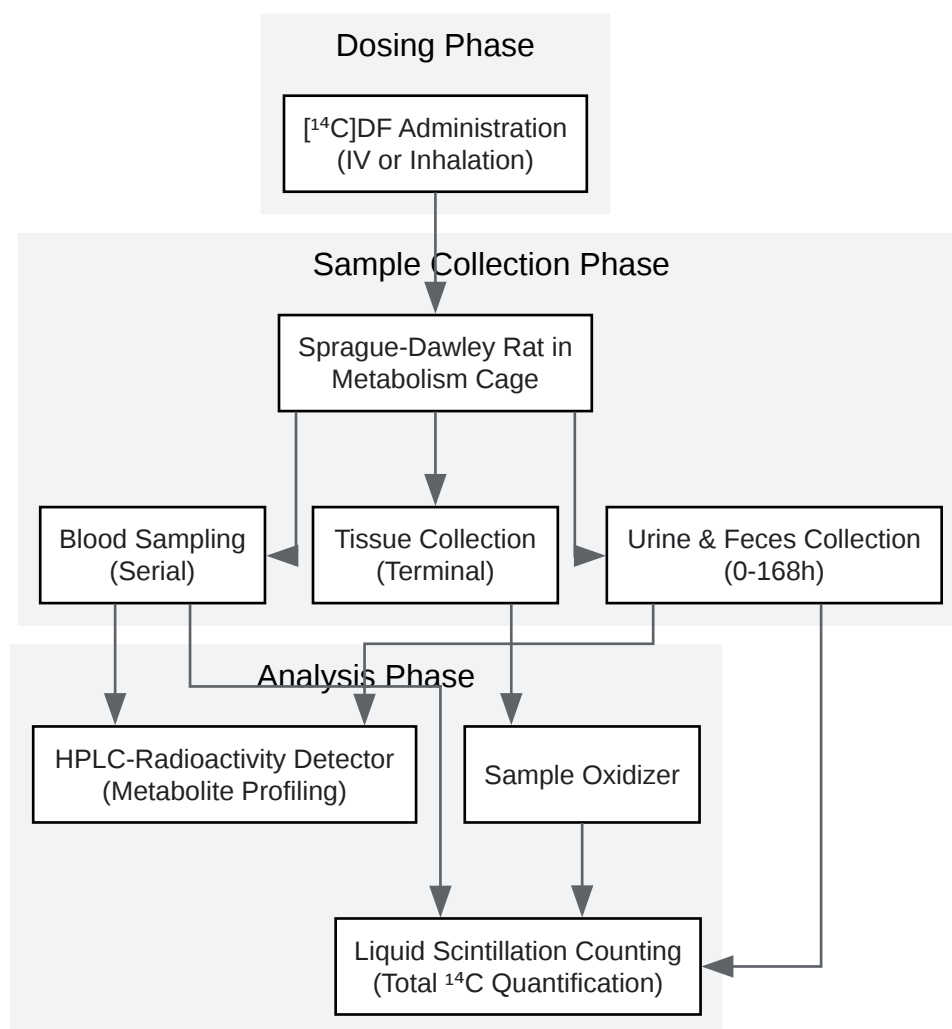 Dosing Phase
[¹⁴C]DF Administration
(IV or Inhalation)
Sample Collection Phase
Sprague-Dawley Rat in
Metabolism Cage
Blood Sampling
(Serial)
Tissue Collection
(Terminal)
Urine & Feces Collection
(0-168h)
Analysis Phase
HPLC-Radioactivity Detector
(Metabolite Profiling)
Sample Oxidizer
Liquid Scintillation Counting
(Total ¹⁴C Quantification)